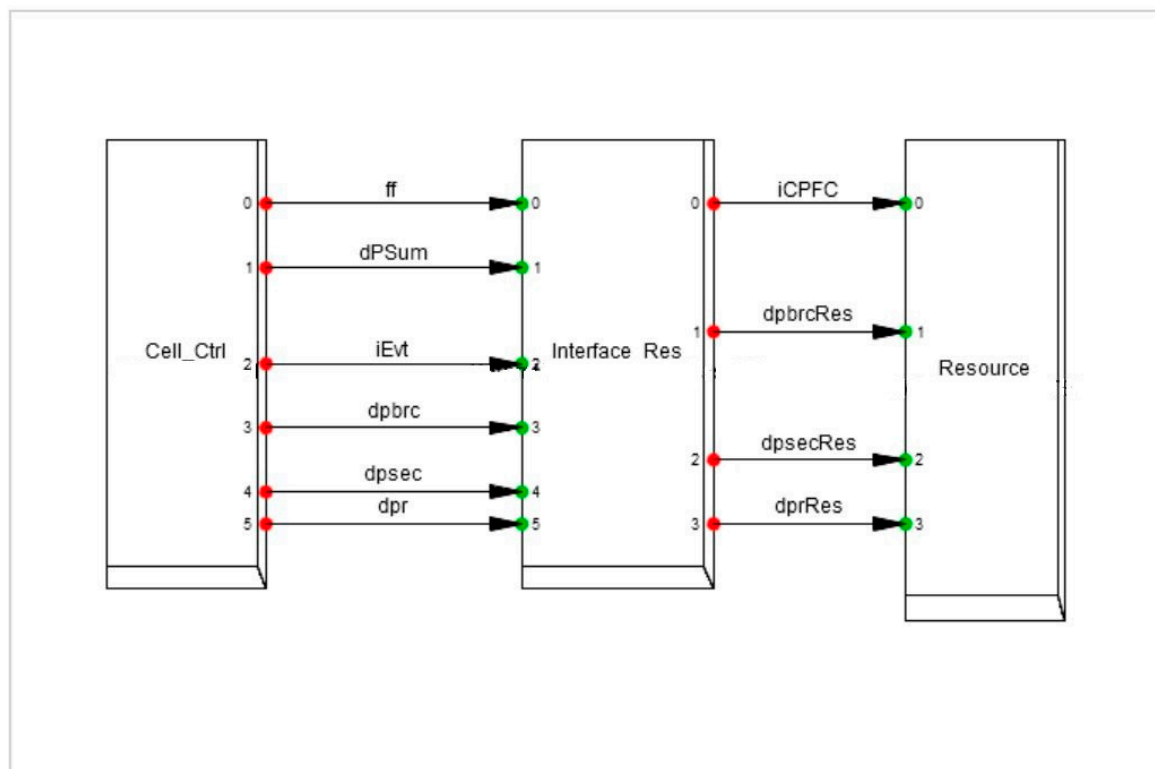 ff
iCPFC
0
0
0
0
dPSum
1
1
dpbrcRes
1
1
Cell_Ctrl
iEvt
Interface Res
Resource
2
2
dpbrc
3
3
dpsecRes
2
2
dpsec
4
4
dpr
dprRes
5
5
3
3